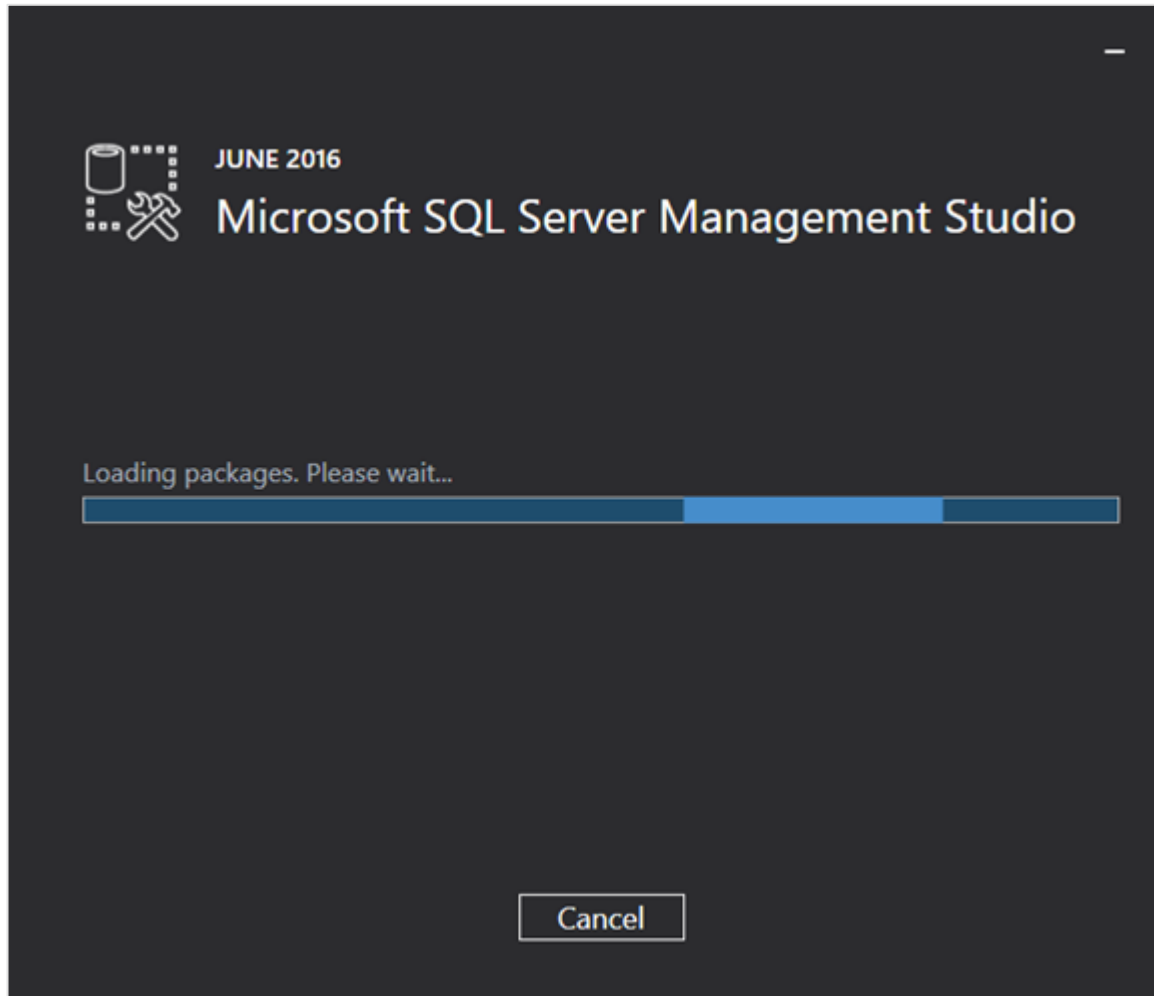 JUNE 2016
Microsoft SQL Server Management Studio
Loading packages. Please wait...
Cancel